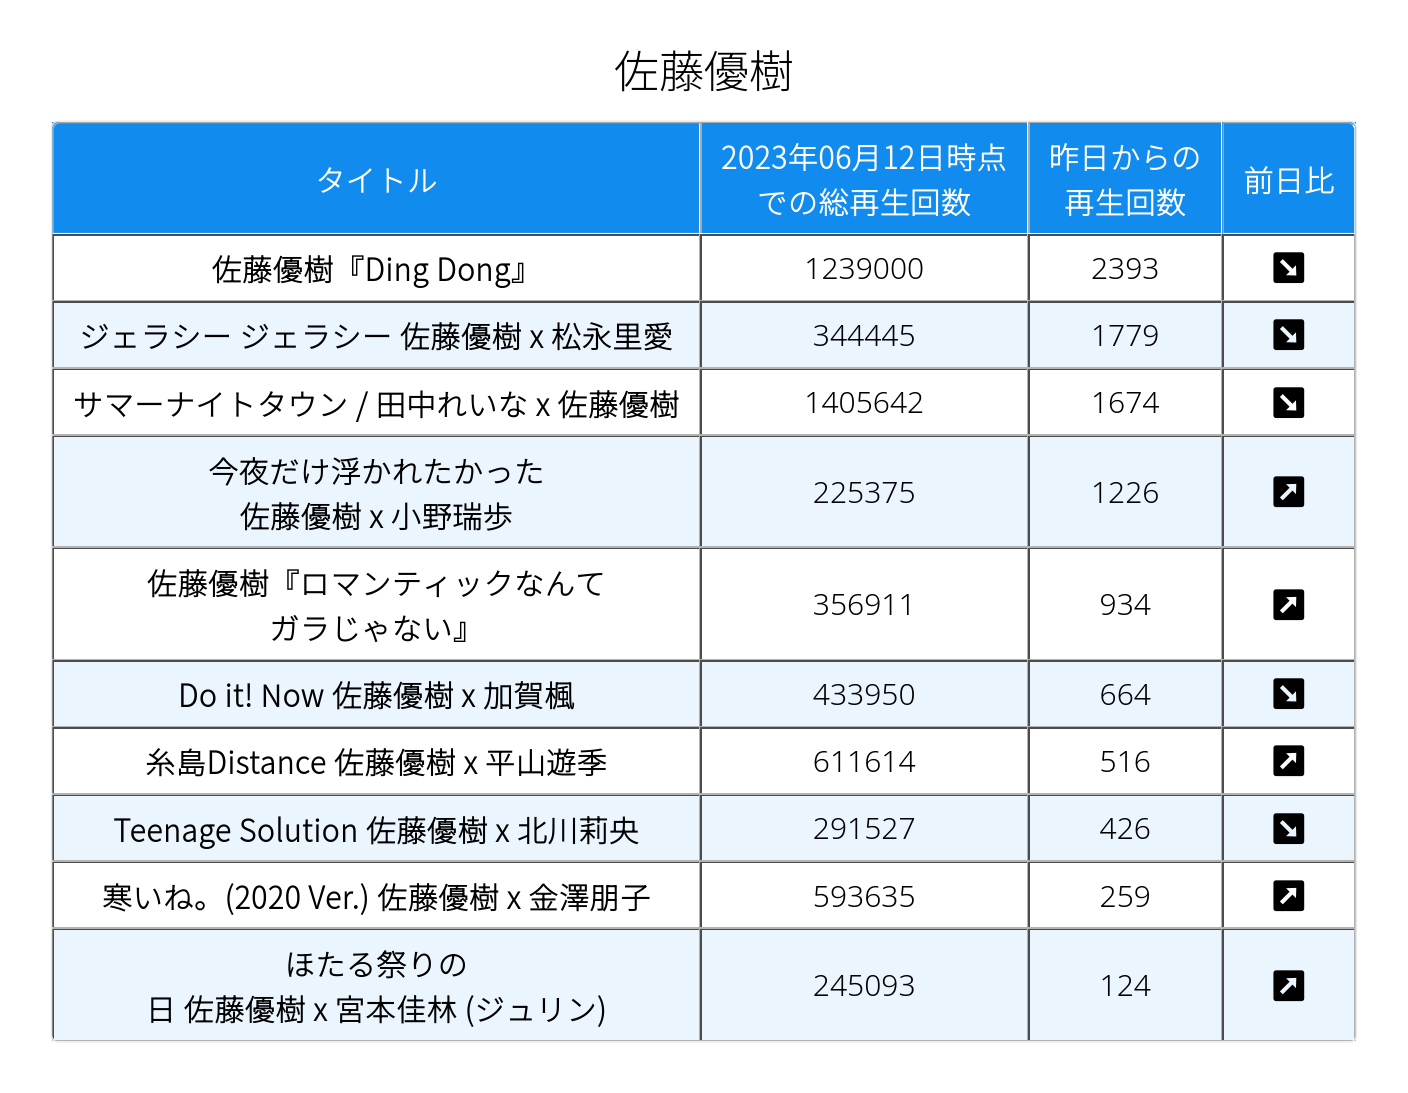 佐藤優樹
タイトル
2023年06月12日時点
での総再生回数
昨日からの
再生回数
前日比
佐藤優樹『Ding Dong』
1239000
2393
ジェラシー ジェラシー 佐藤優樹 x 松永里愛
344445
1779
サマーナイトタウン / 田中れいな x 佐藤優樹
1405642
1674
今夜だけ浮かれたかった
佐藤優樹 x 小野瑞歩
225375
1226
佐藤優樹『ロマンティックなんて
ガラじゃない』
356911
934
Do it! Now 佐藤優樹 x 加賀楓
433950
664
糸島Distance 佐藤優樹 x 平山遊季
611614
516
Teenage Solution 佐藤優樹 x 北川莉央
291527
426
寒いね。(2020 Ver.) 佐藤優樹 x 金澤朋子
593635
259
ほたる祭りの
日 佐藤優樹 x 宮本佳林 (ジュリン)
245093
124